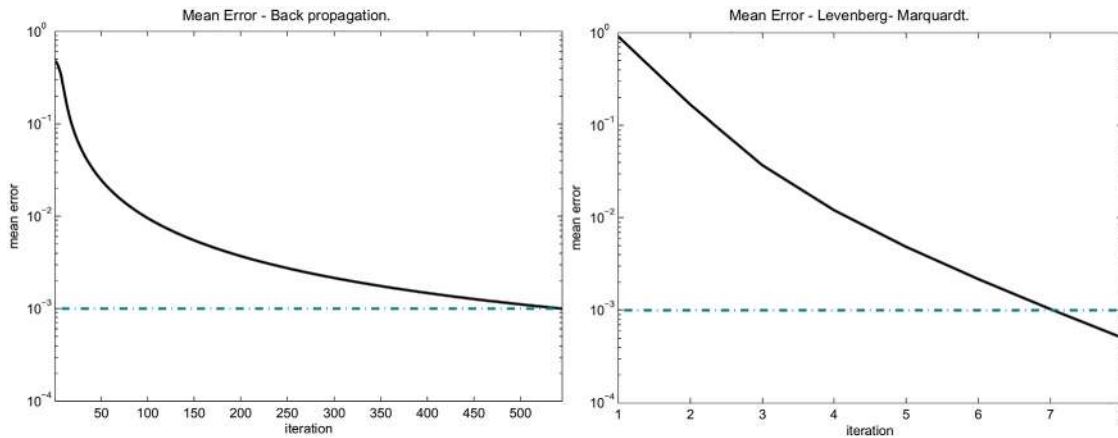 Mean Error - Back propagation.
10^0
10^-1
10^-2
10^-3
10^-4
mean error
50 100 150 200 250 300 350 400 450 500
iteration
Mean Error - Levenberg- Marquardt.
10^0
10^-1
10^-2
10^-3
10^-4
mean error
1 2 3 4 5 6 7
iteration